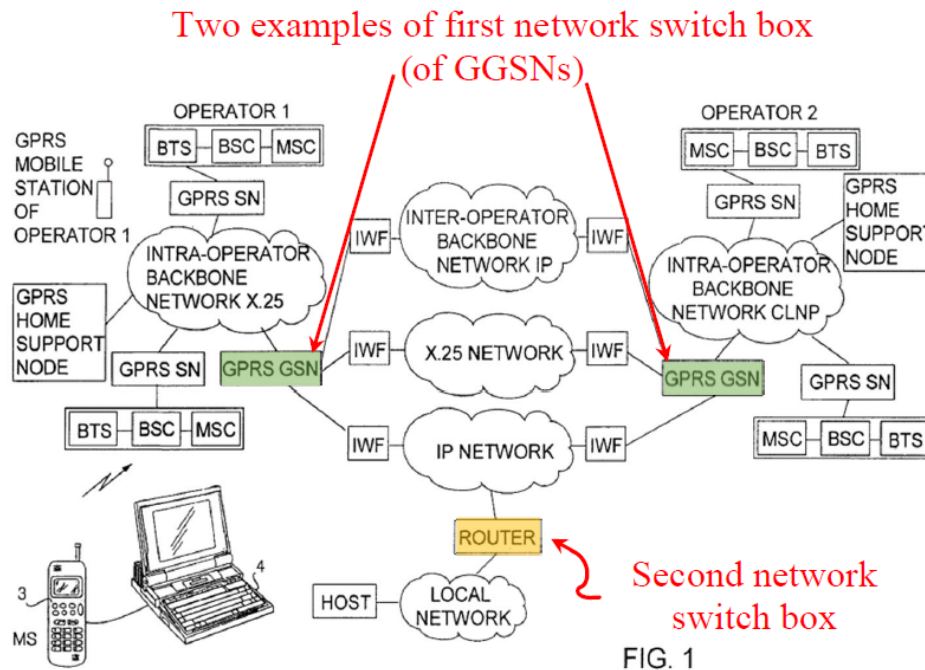 Two examples of first network switch box
(of GGSNs)
OPERATOR 1
BTS BSC MSC
GPRS
MOBILE
STATION
OF
OPERATOR 1
GPRS SN
INTRA-OPERATOR
BACKBONE
NETWORK X.25
GPRS
HOME
SUPPORT
NODE
GPRS SN
BTS BSC MSC
GPRS GSN
IWF
INTER-OPERATOR
BACKBONE
NETWORK IP
IWF
IWF
X.25 NETWORK
IWF
IWF
IP NETWORK
IWF
OPERATOR 2
MSC BSC BTS
GPRS SN
GPRS
HOME
SUPPORT
NODE
INTRA-OPERATOR
BACKBONE
NETWORK CLNP
GPRS GSN
GPRS SN
MSC BSC BTS
ROUTER
HOST
LOCAL
NETWORK
Second network
switch box
3
MS
4
FIG. 1